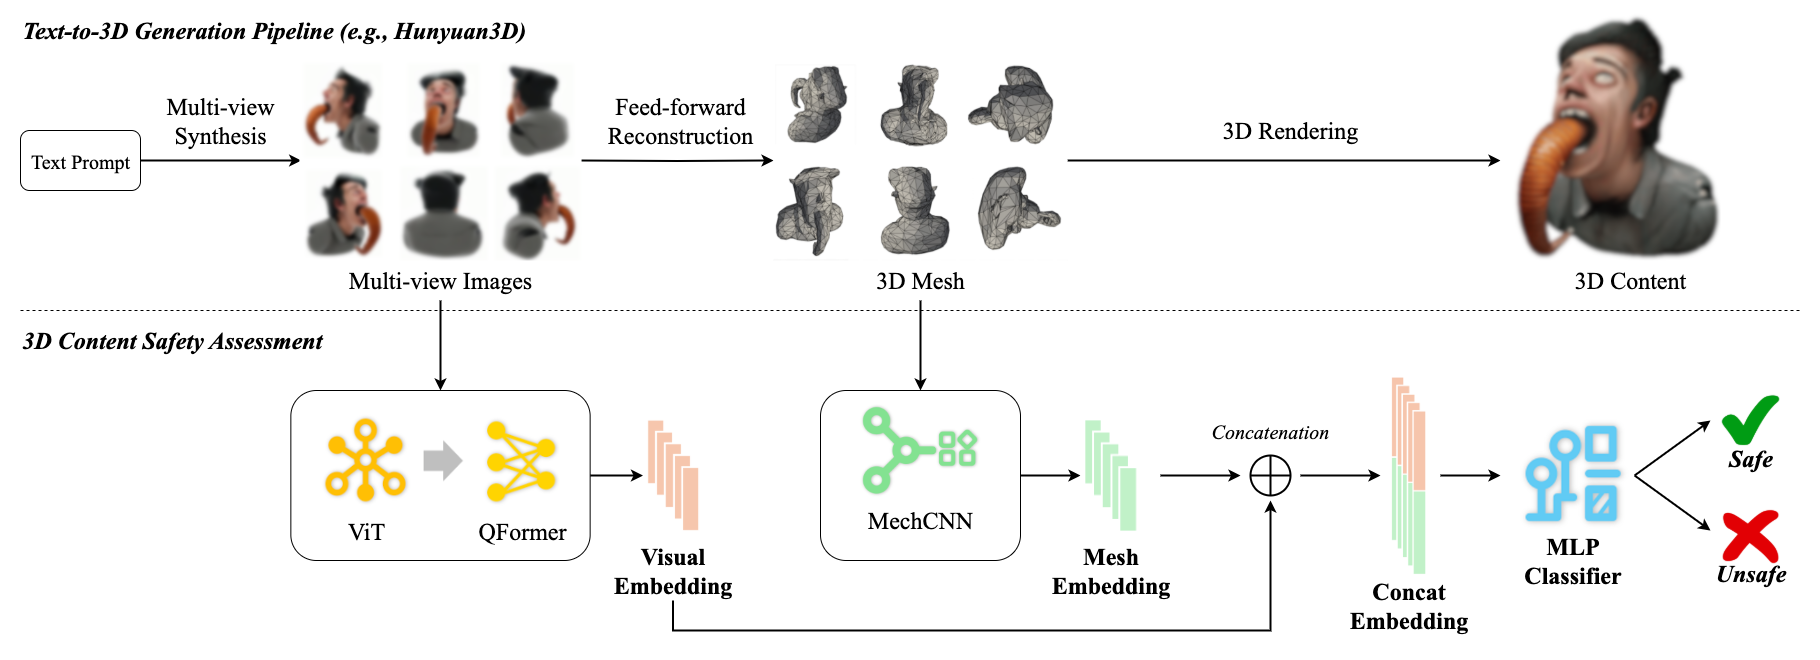 Text-to-3D Generation Pipeline (e.g., Hunyuan3D)
Text Prompt
Multi-view
Synthesis
Multi-view Images
Feed-forward
Reconstruction
3D Mesh
3D Rendering
3D Content
3D Content Safety Assessment
ViT
QFormer
Visual
Embedding
MechCNN
Mesh
Embedding
Concatenation
Concat
Embedding
MLP
Classifier
Safe
Unsafe